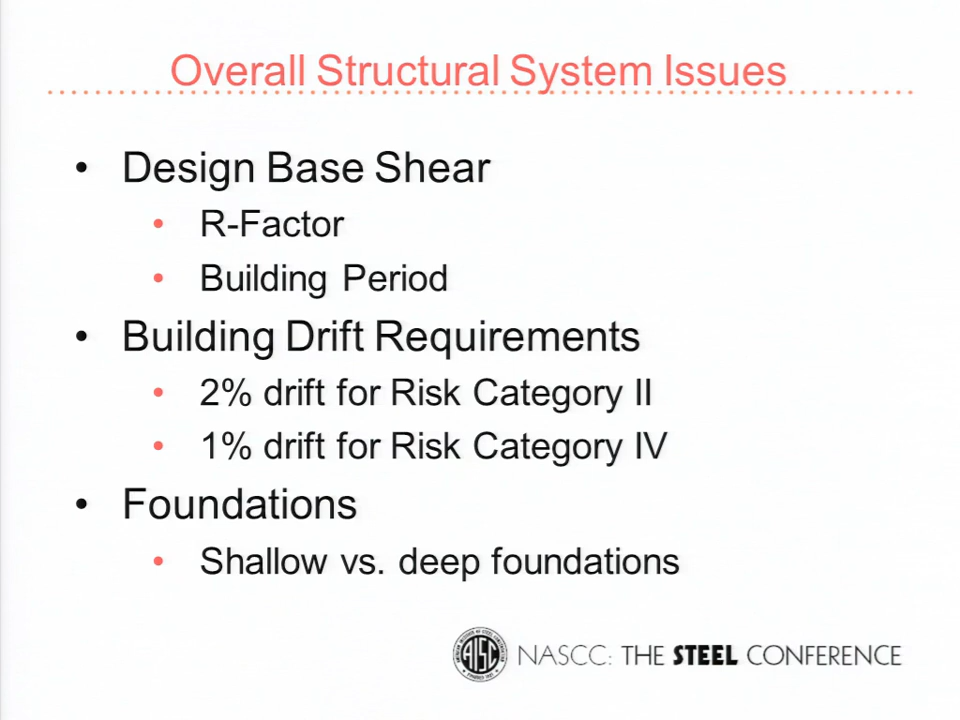 Overall Structural System Issues
• Design Base Shear
• R-Factor
• Building Period
• Building Drift Requirements
• 2% drift for Risk Category II
• 1% drift for Risk Category IV
• Foundations
• Shallow vs. deep foundations
AISC
NASCC: THE STEEL CONFERENCE